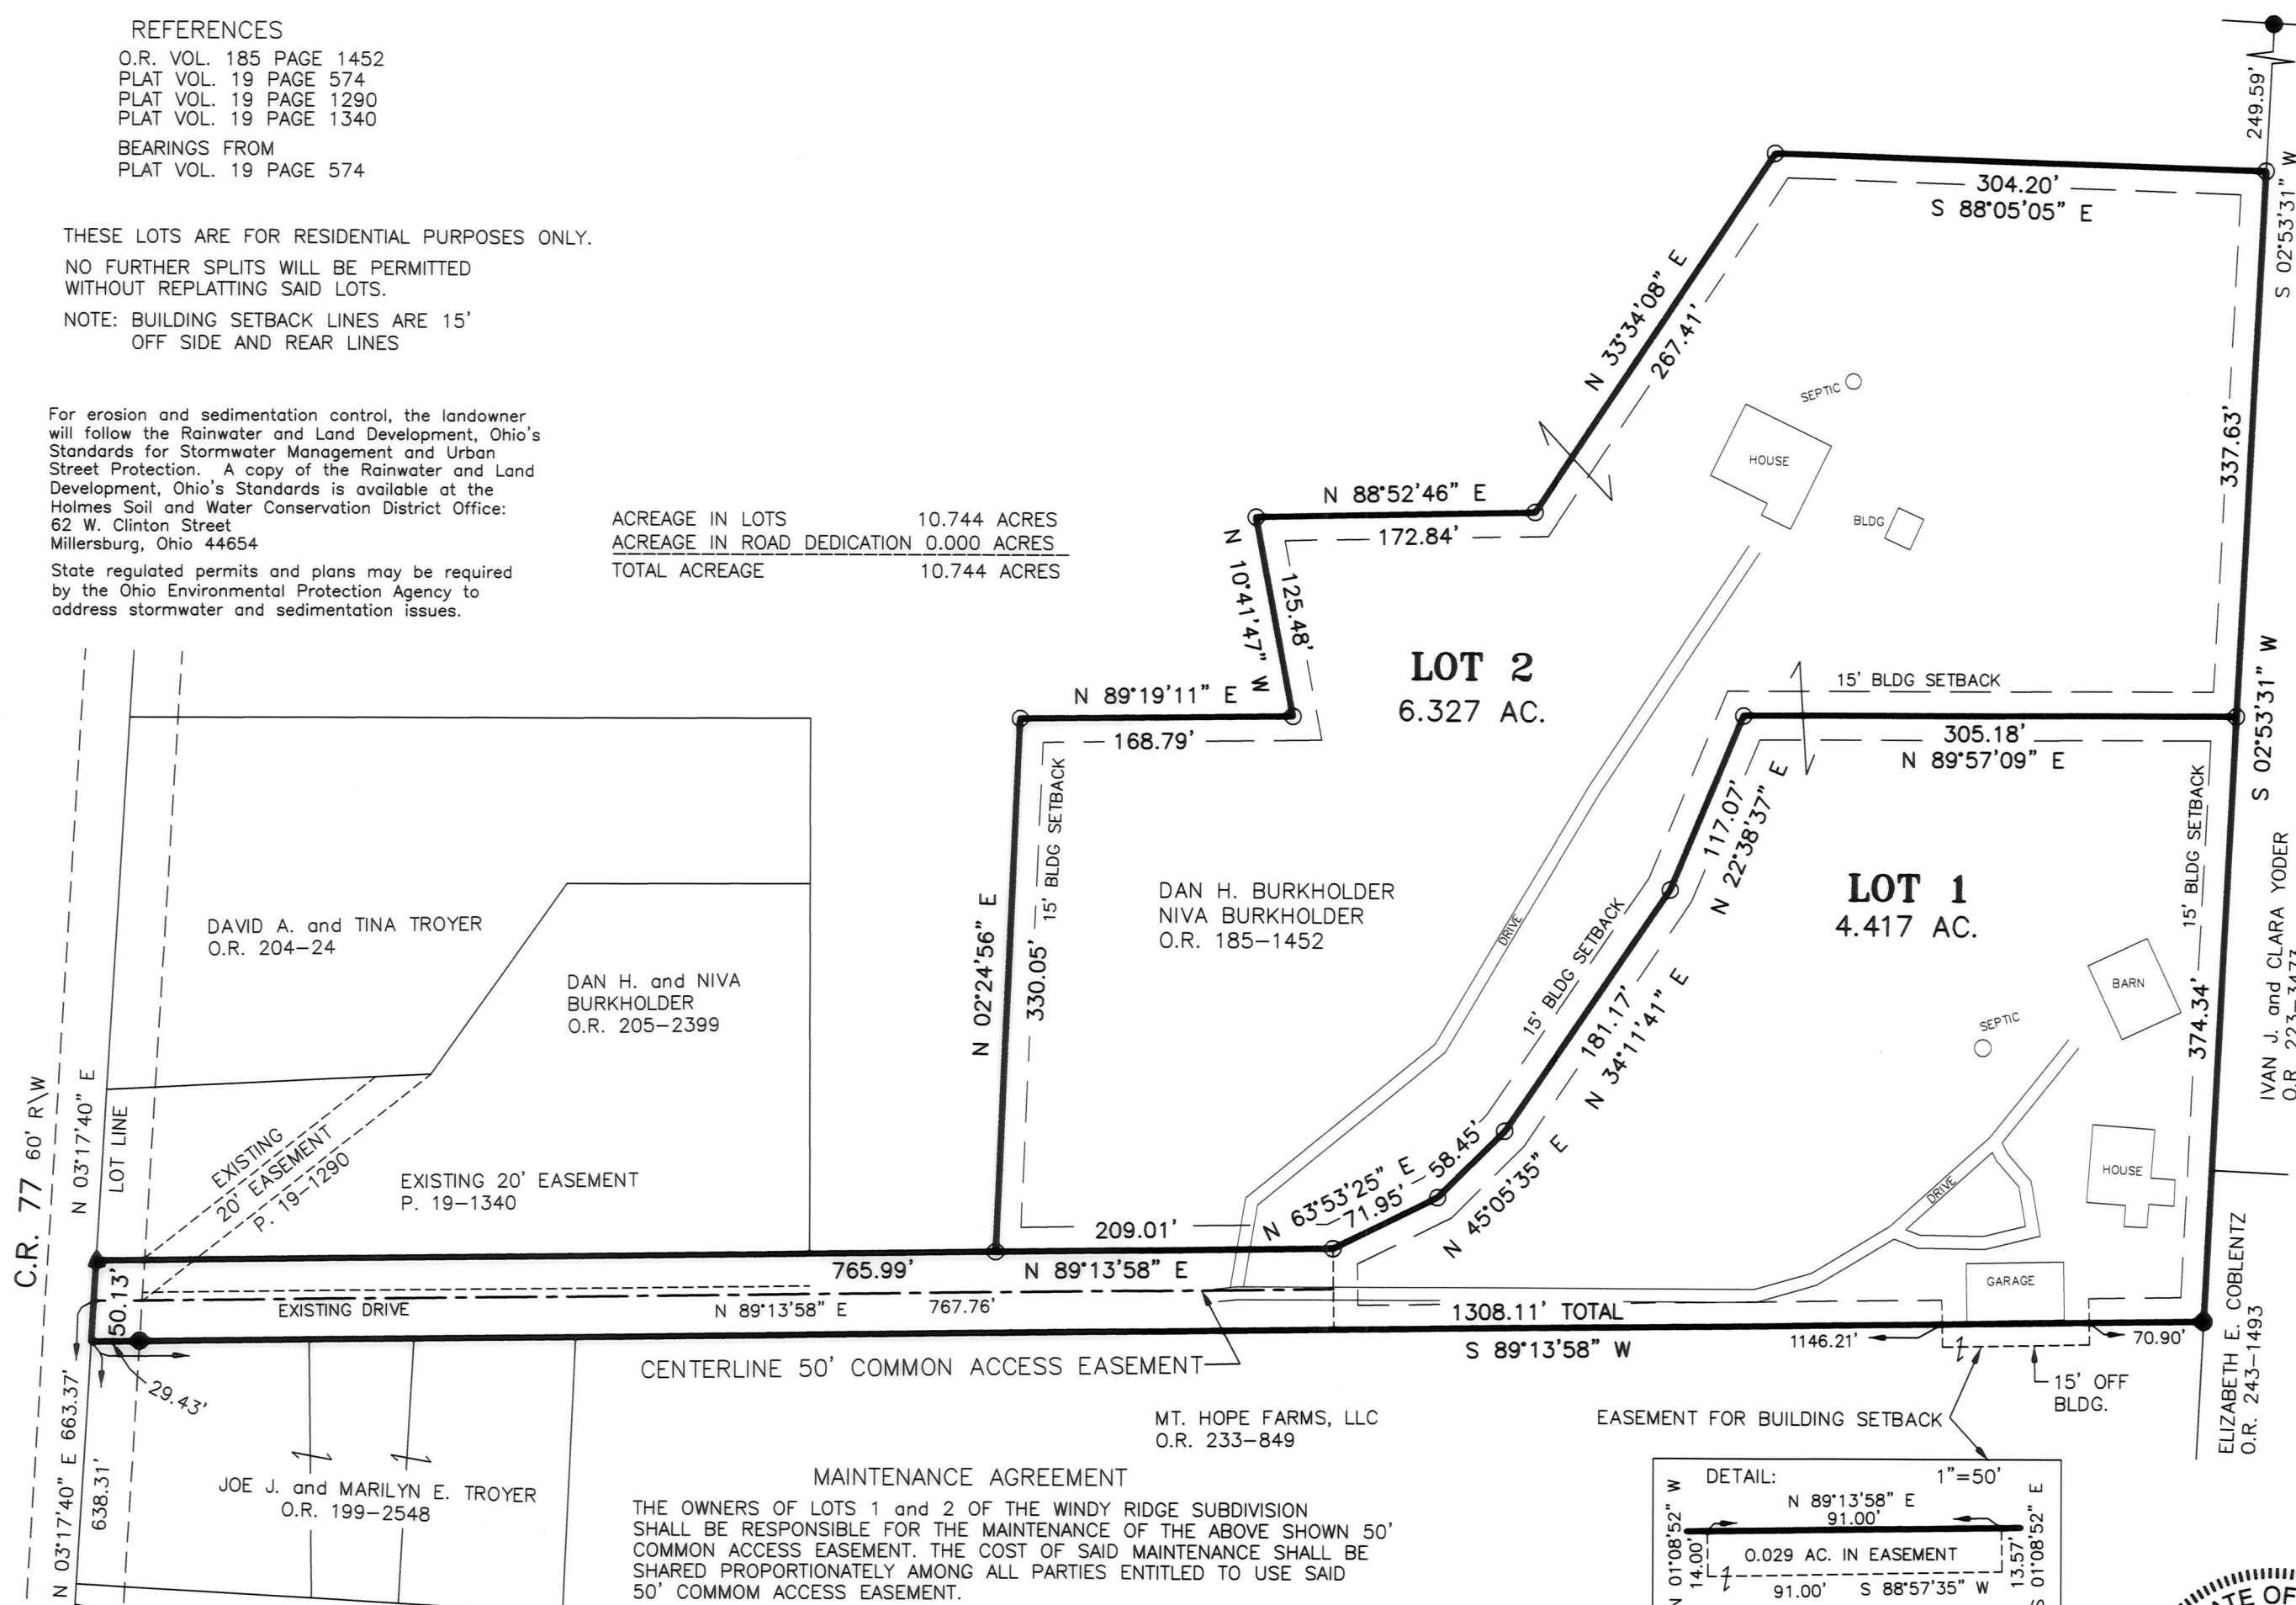 REFERENCES
O.R. VOL. 185 PAGE 1452
PLAT VOL. 19 PAGE 574
PLAT VOL. 19 PAGE 1290
PLAT VOL. 19 PAGE 1340
BEARINGS FROM
PLAT VOL. 19 PAGE 574
THESE LOTS ARE FOR RESIDENTIAL PURPOSES ONLY.
NO FURTHER SPLITS WILL BE PERMITTED
WITHOUT REPLATTING SAID LOTS.
NOTE: BUILDING SETBACK LINES ARE 15'
OFF SIDE AND REAR LINES
For erosion and sedimentation control, the landowner
will follow the Rainwater and Land Development, Ohio's
Standards for Stormwater Management and Urban
Street Protection. A copy of the Rainwater and Land
Development, Ohio's Standards is available at the
Holmes Soil and Water Conservation District Office:
62 W. Clinton Street
Millersburg, Ohio 44654
State regulated permits and plans may be required
by the Ohio Environmental Protection Agency to
address stormwater and sedimentation issues.
ACREAGE IN LOTS 10.744 ACRES
ACREAGE IN ROAD DEDICATION 0.000 ACRES
TOTAL ACREAGE 10.744 ACRES
249.59'
S 02°53'31" W
304.20'
S 88°05'05" E
N 33°34'08" E
267.41'
SEPTIC
HOUSE
BLDG
337.63'
N 88°52'46" E
172.84'
N 10°41'47" W
125.48'
LOT 2
6.327 AC.
N 89°19'11" E
168.79'
15' BLDG SETBACK
305.18'
N 89°57'09" E
S 02°53'31" W
15' BLDG SETBACK
N 02°24'56" E
330.05'
DAN H. BURKHOLDER
NIVA BURKHOLDER
O.R. 185-1452
DRIVE
15' BLDG SETBACK
117.07'
N 22°38'37" E
181.17'
N 34°11'41" E
LOT 1
4.417 AC.
15' BLDG SETBACK
374.34'
IVAN J. and CLARA YODER
O.R. 223-3473
BARN
SEPTIC
HOUSE
DRIVE
GARAGE
DAVID A. and TINA TROYER
O.R. 204-24
DAN H. and NIVA
BURKHOLDER
O.R. 205-2399
C.R. 77 60' R\W
N 03°17'40" E
LOT LINE
EXISTING
20' EASEMENT
P. 19-1290
EXISTING 20' EASEMENT
P. 19-1340
209.01'
N 63°53'25" E
71.95'
58.45'
N 45°05'35" E
765.99' N 89°13'58" E
50.13'
EXISTING DRIVE
N 89°13'58" E 767.76'
1308.11' TOTAL
S 89°13'58" W
1146.21'
70.90'
CENTERLINE 50' COMMON ACCESS EASEMENT
29.43'
15' OFF
BLDG.
ELIZABETH E. COBLENTZ
O.R. 243-1493
MT. HOPE FARMS, LLC
O.R. 233-849
EASEMENT FOR BUILDING SETBACK
N 03°17'40" E 663.37'
638.31'
JOE J. and MARILYN E. TROYER
O.R. 199-2548
MAINTENANCE AGREEMENT
THE OWNERS OF LOTS 1 and 2 OF THE WINDY RIDGE SUBDIVISION
SHALL BE RESPONSIBLE FOR THE MAINTENANCE OF THE ABOVE SHOWN 50'
COMMON ACCESS EASEMENT. THE COST OF SAID MAINTENANCE SHALL BE
SHARED PROPORTIONATELY AMONG ALL PARTIES ENTITLED TO USE SAID
50' COMMOM ACCESS EASEMENT.
DETAIL: 1"=50'
N 89°13'58" E
91.00'
0.029 AC. IN EASEMENT
91.00' S 88°57'35" W
N 01°08'52" W
14.00'
13.57'
S 01°08'52" E
OF